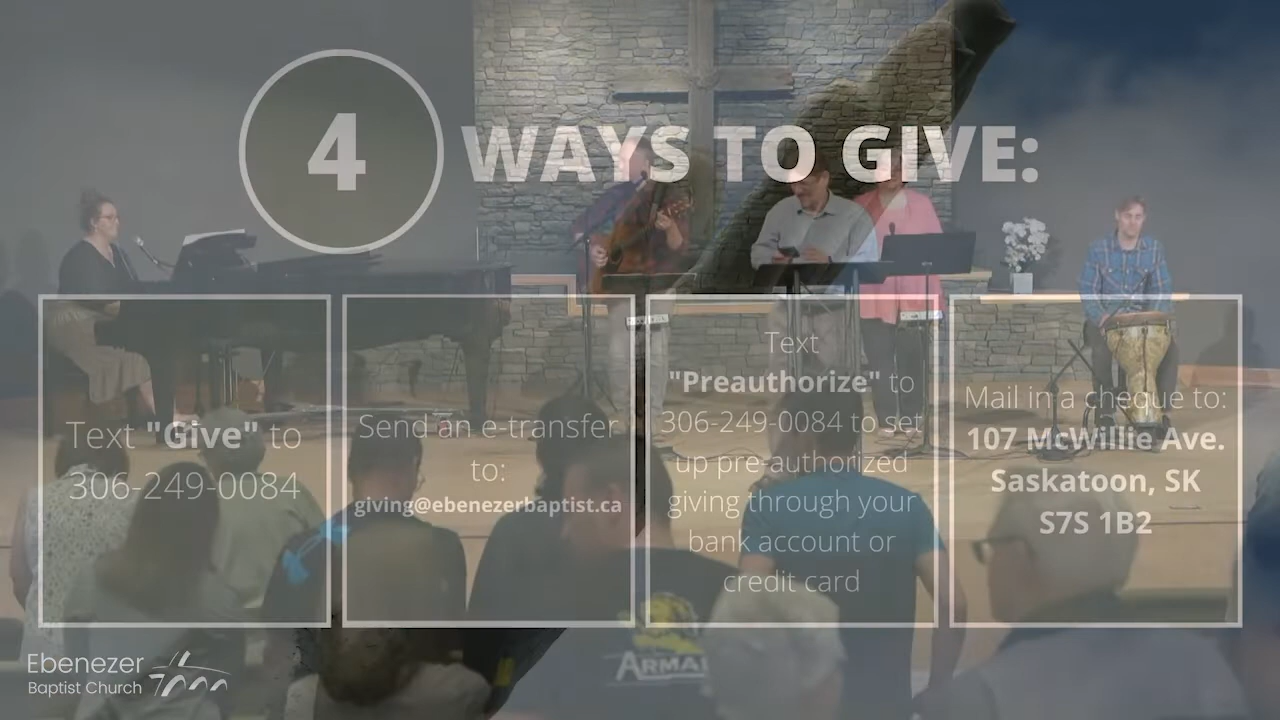 4 WAYS TO GIVE:
Text "Give" to
306-249-0084
Send an e-transfer
to:
giving@ebenezerbaptist.ca
Text
"Preauthorize" to
306-249-0084 to set
up pre-authorized
giving through your
bank account or
credit card
Mail in a cheque to:
107 McWillie Ave.
Saskatoon, SK
S7S 1B2
ARMA
Ebenezer
Baptist Church